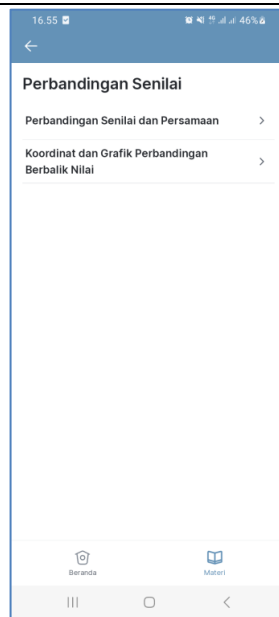 16.55 46%
Perbandingan Senilai
Perbandingan Senilai dan Persamaan
Koordinat dan Grafik Perbandingan
Berbalik Nilai
Beranda Materi